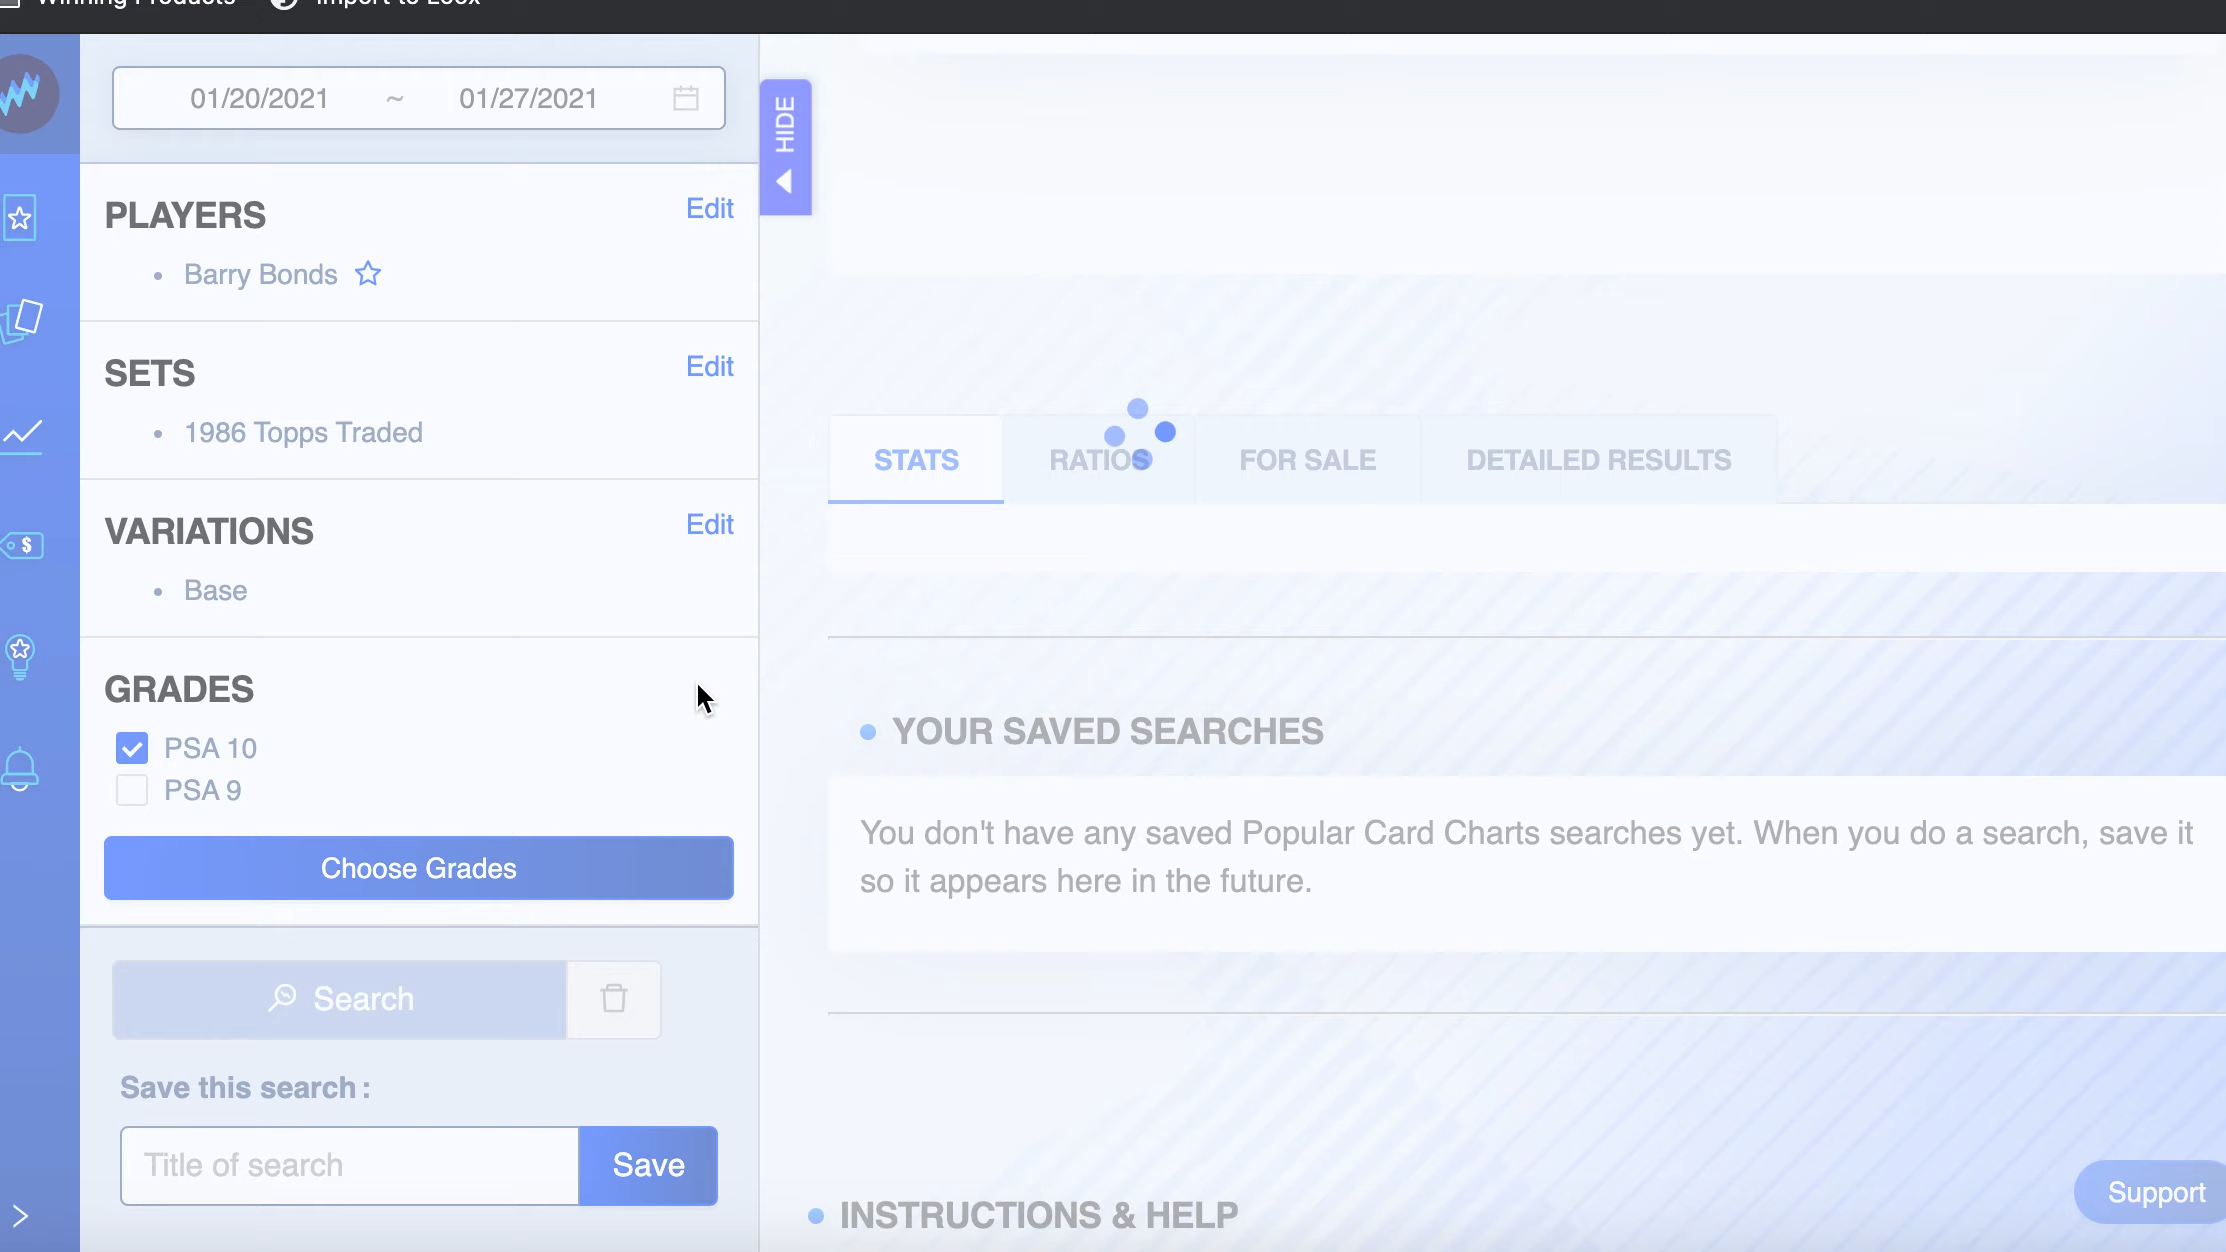 01/20/2021 ~ 01/27/2021
HIDE
PLAYERS Edit
• Barry Bonds
SETS Edit
• 1986 Topps Traded
VARIATIONS Edit
• Base
GRADES
PSA 10
PSA 9
Choose Grades
Search
Save this search :
Title of search Save
STATS RATIOS FOR SALE DETAILED RESULTS
YOUR SAVED SEARCHES
You don't have any saved Popular Card Charts searches yet. When you do a search, save it
so it appears here in the future.
INSTRUCTIONS & HELP
Support